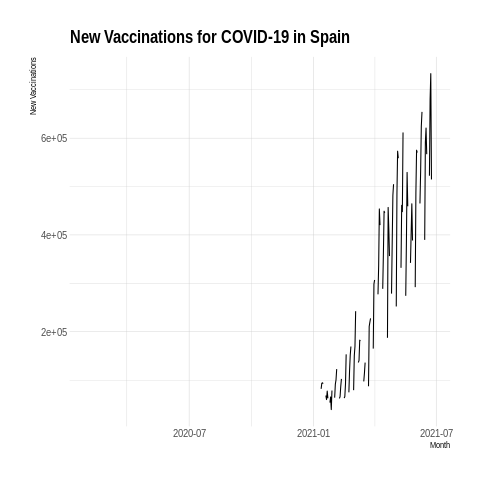 New Vaccinations for COVID-19 in Spain
New Vaccinations
6e+05
4e+05
2e+05
2020-07
2021-01
2021-07
Month